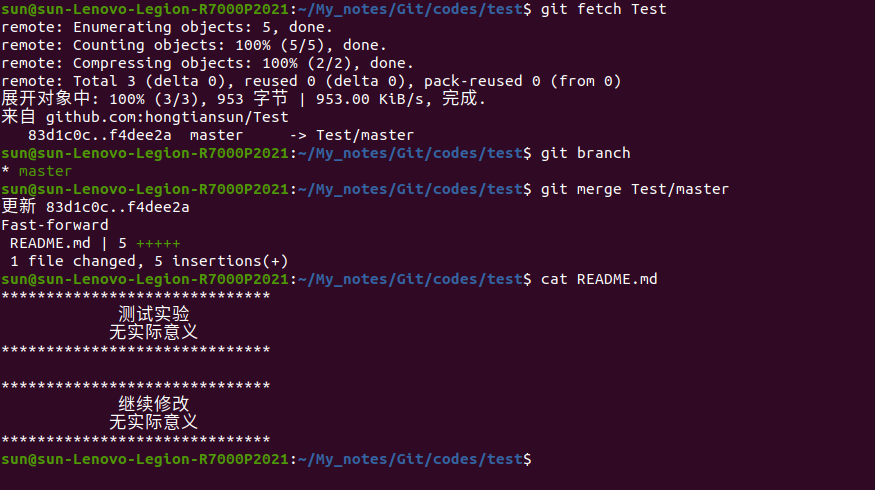 sun@sun-Lenovo-Legion-R7000P2021:~/My_notes/Git/codes/test$ git fetch Test
remote: Enumerating objects: 5, done.
remote: Counting objects: 100% (5/5), done.
remote: Compressing objects: 100% (2/2), done.
remote: Total 3 (delta 0), reused 0 (delta 0), pack-reused 0 (from 0)
展开对象中: 100% (3/3), 953 字节 | 953.00 KiB/s, 完成.
来自 github.com:hongtiansun/Test
   83d1c0c..f4dee2a  master     -> Test/master
sun@sun-Lenovo-Legion-R7000P2021:~/My_notes/Git/codes/test$ git branch
* master
sun@sun-Lenovo-Legion-R7000P2021:~/My_notes/Git/codes/test$ git merge Test/master
更新 83d1c0c..f4dee2a
Fast-forward
 README.md | 5 +++++
 1 file changed, 5 insertions(+)
sun@sun-Lenovo-Legion-R7000P2021:~/My_notes/Git/codes/test$ cat README.md
******************************
             测试实验
            无实际意义
******************************

******************************
             继续修改
            无实际意义
******************************
sun@sun-Lenovo-Legion-R7000P2021:~/My_notes/Git/codes/test$